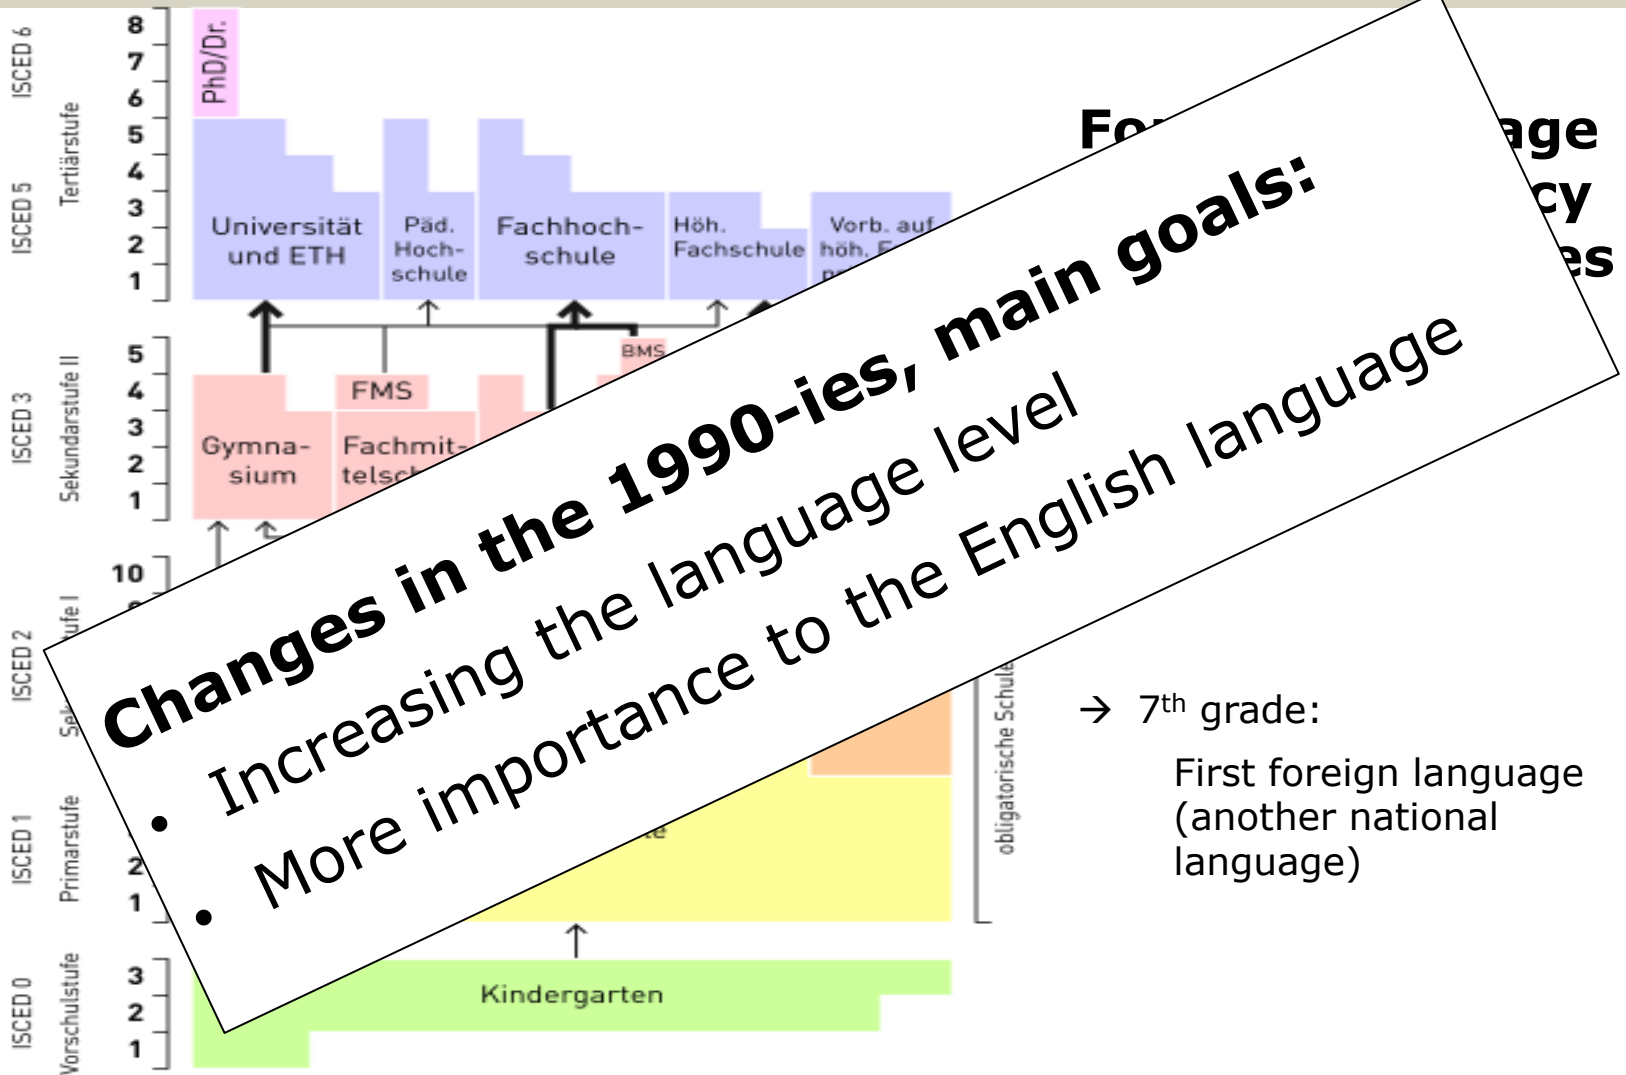 ISCED 6
8
7
6
PhD/Dr.
ISCED 5
Tertiärstufe
5
4
3
2
1
Universität
und ETH
Päd.
Hoch-
schule
Fachhoch-
schule
Höh.
Fachschule
Vorb. auf
höh.
ISCED 3
Sekundarstufe II
5
4
3
2
1
BMS
FMS
Gymna-
sium
Fachmit-
10
ISCED 2
Changes in the 1990-ies, main goals:
• Increasing the language level
• More importance to the English language
obligatorische Schule
→ 7th grade:
First foreign language
(another national
language)
ISCED 1
Primarstufe
2
1
ISCED 0
Vorschulstufe
3
2
1
Kindergarten